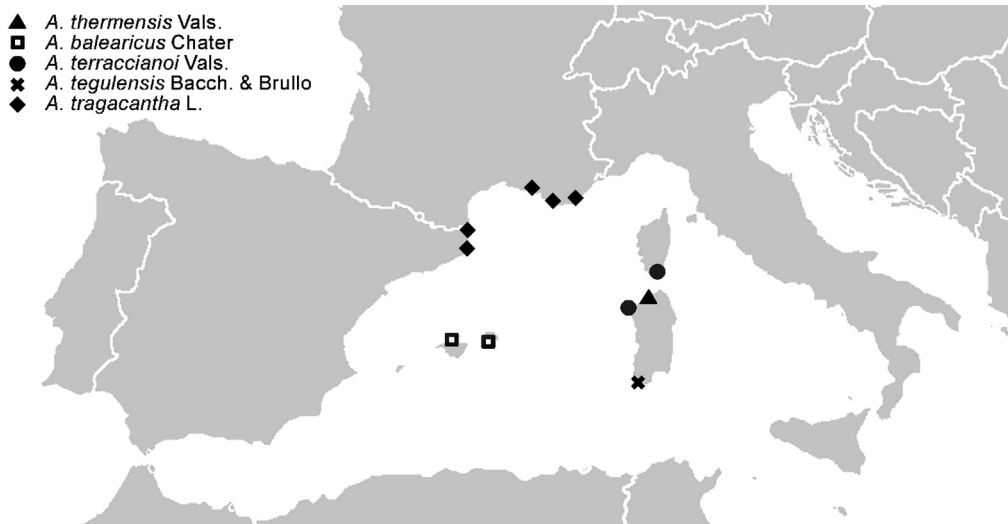 A. thermensis Vals.
A. balearicus Chater
A. terraccianoi Vals.
A. tegulensis Bacch. & Brullo
A. tragacantha L.